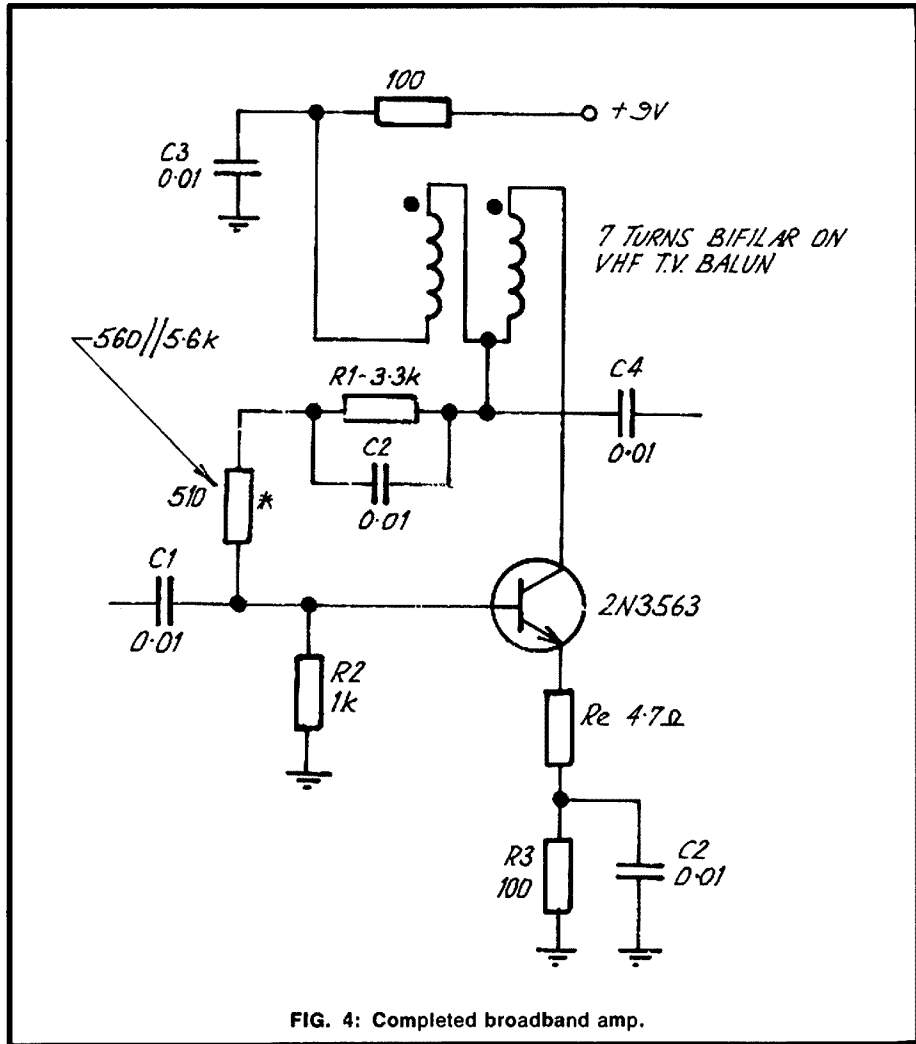 100
+9V
C3
0.01
7 TURNS BIFILAR ON
VHF T.V. BALUN
560//5.6k
R1-3.3k
C4
0.01
C2
0.01
510 *
C1
0.01
2N3563
R2
1k
Re 4.7Ω
R3
100
C2
0.01
FIG. 4: Completed broadband amp.